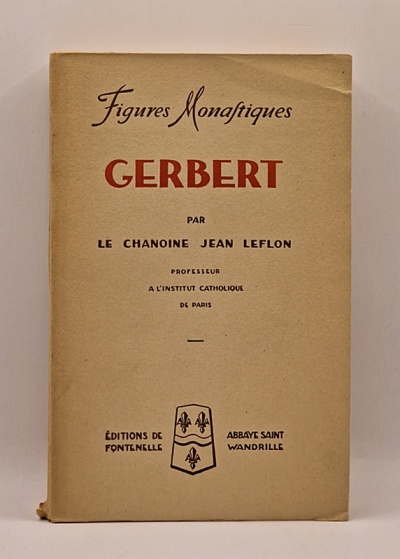 Figures Monastiques
GERBERT
PAR
LE CHANOINE JEAN LEFLON
PROFESSEUR
A L'INSTITUT CATHOLIQUE
DE PARIS
ÉDITIONS DE
FONTENELLE
ABBAYE SAINT
WANDRILLE